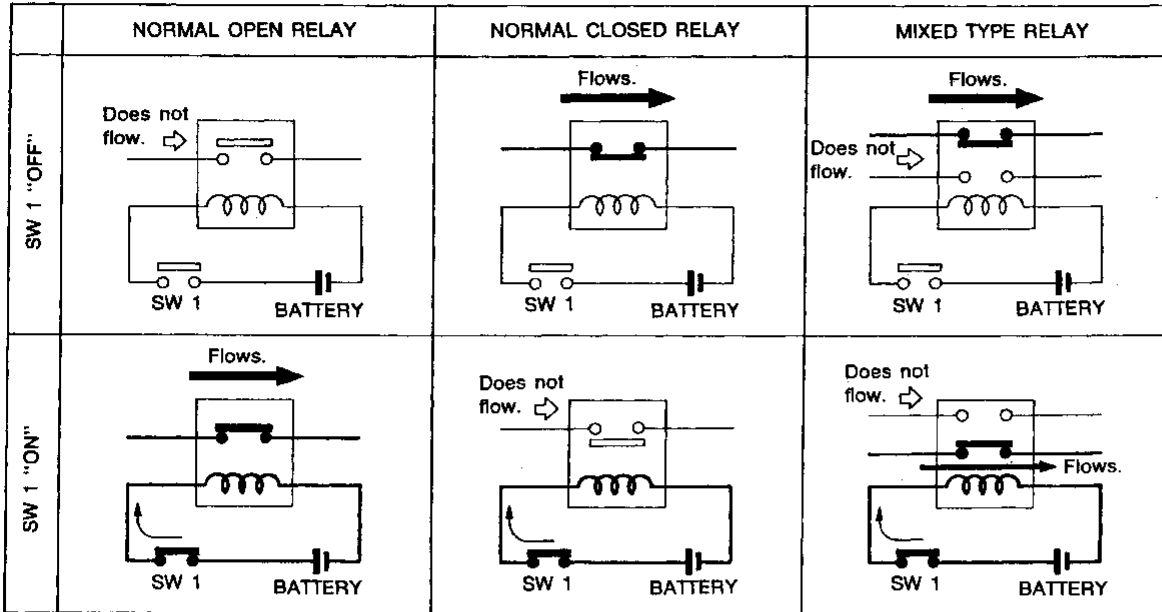 NORMAL OPEN RELAY
NORMAL CLOSED RELAY
MIXED TYPE RELAY
SW 1 "OFF"
Does not
flow.
SW 1
BATTERY
Flows.
SW 1
BATTERY
Flows.
Does not
flow.
SW 1
BATTERY
SW 1 "ON"
Flows.
SW 1
BATTERY
Does not
flow.
SW 1
BATTERY
Does not
flow.
Flows.
SW 1
BATTERY